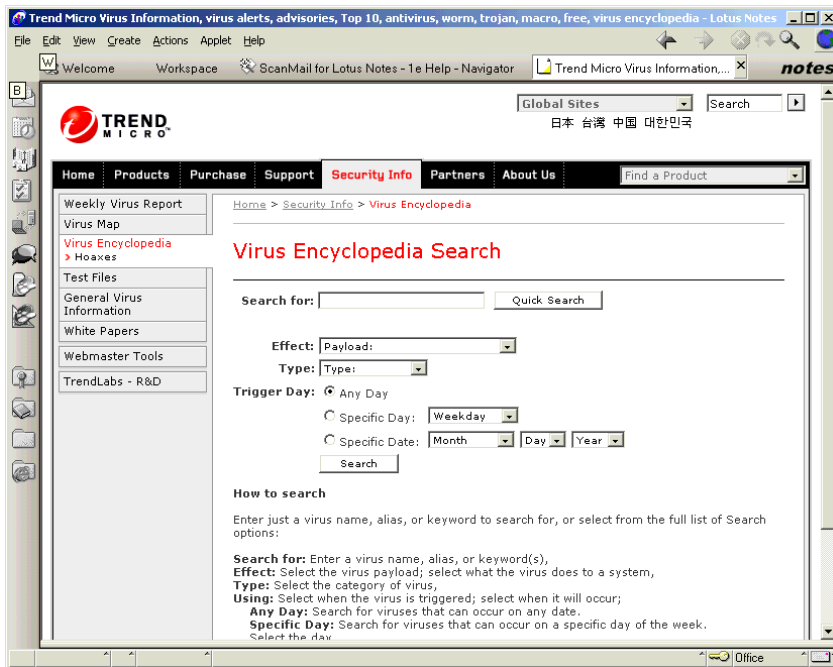 Trend Micro Virus Information, virus alerts, advisories, Top 10, antivirus, worm, trojan, macro, free, virus encyclopedia - Lotus Notes
File Edit View Create Actions Applet Help
W
Welcome Workspace ScanMail for Lotus Notes - 1e Help - Navigator Trend Micro Virus Information,... notes
B
Global Sites Search
日本 台灣 中国 대한민국
TREND
MICRO™
Home Products Purchase Support Security Info Partners About Us Find a Product
Weekly Virus Report
Virus Map
Virus Encyclopedia
Hoaxes
Test Files
General Virus
Information
White Papers
Webmaster Tools
TrendLabs - R&D
Home > Security Info > Virus Encyclopedia
Virus Encyclopedia Search
Search for: Quick Search
Effect: Payload:
Type: Type:
Trigger Day: Any Day
Specific Day: Weekday
Specific Date: Month Day Year
Search
How to search
Enter just a virus name, alias, or keyword to search for, or select from the full list of Search
options:
Search for: Enter a virus name, alias, or keyword(s),
Effect: Select the virus payload; select what the virus does to a system,
Type: Select the category of virus,
Using: Select when the virus is triggered; select when it will occur;
Any Day: Search for viruses that can occur on any date.
Specific Day: Search for viruses that can occur on a specific day of the week.
Select the day
Office